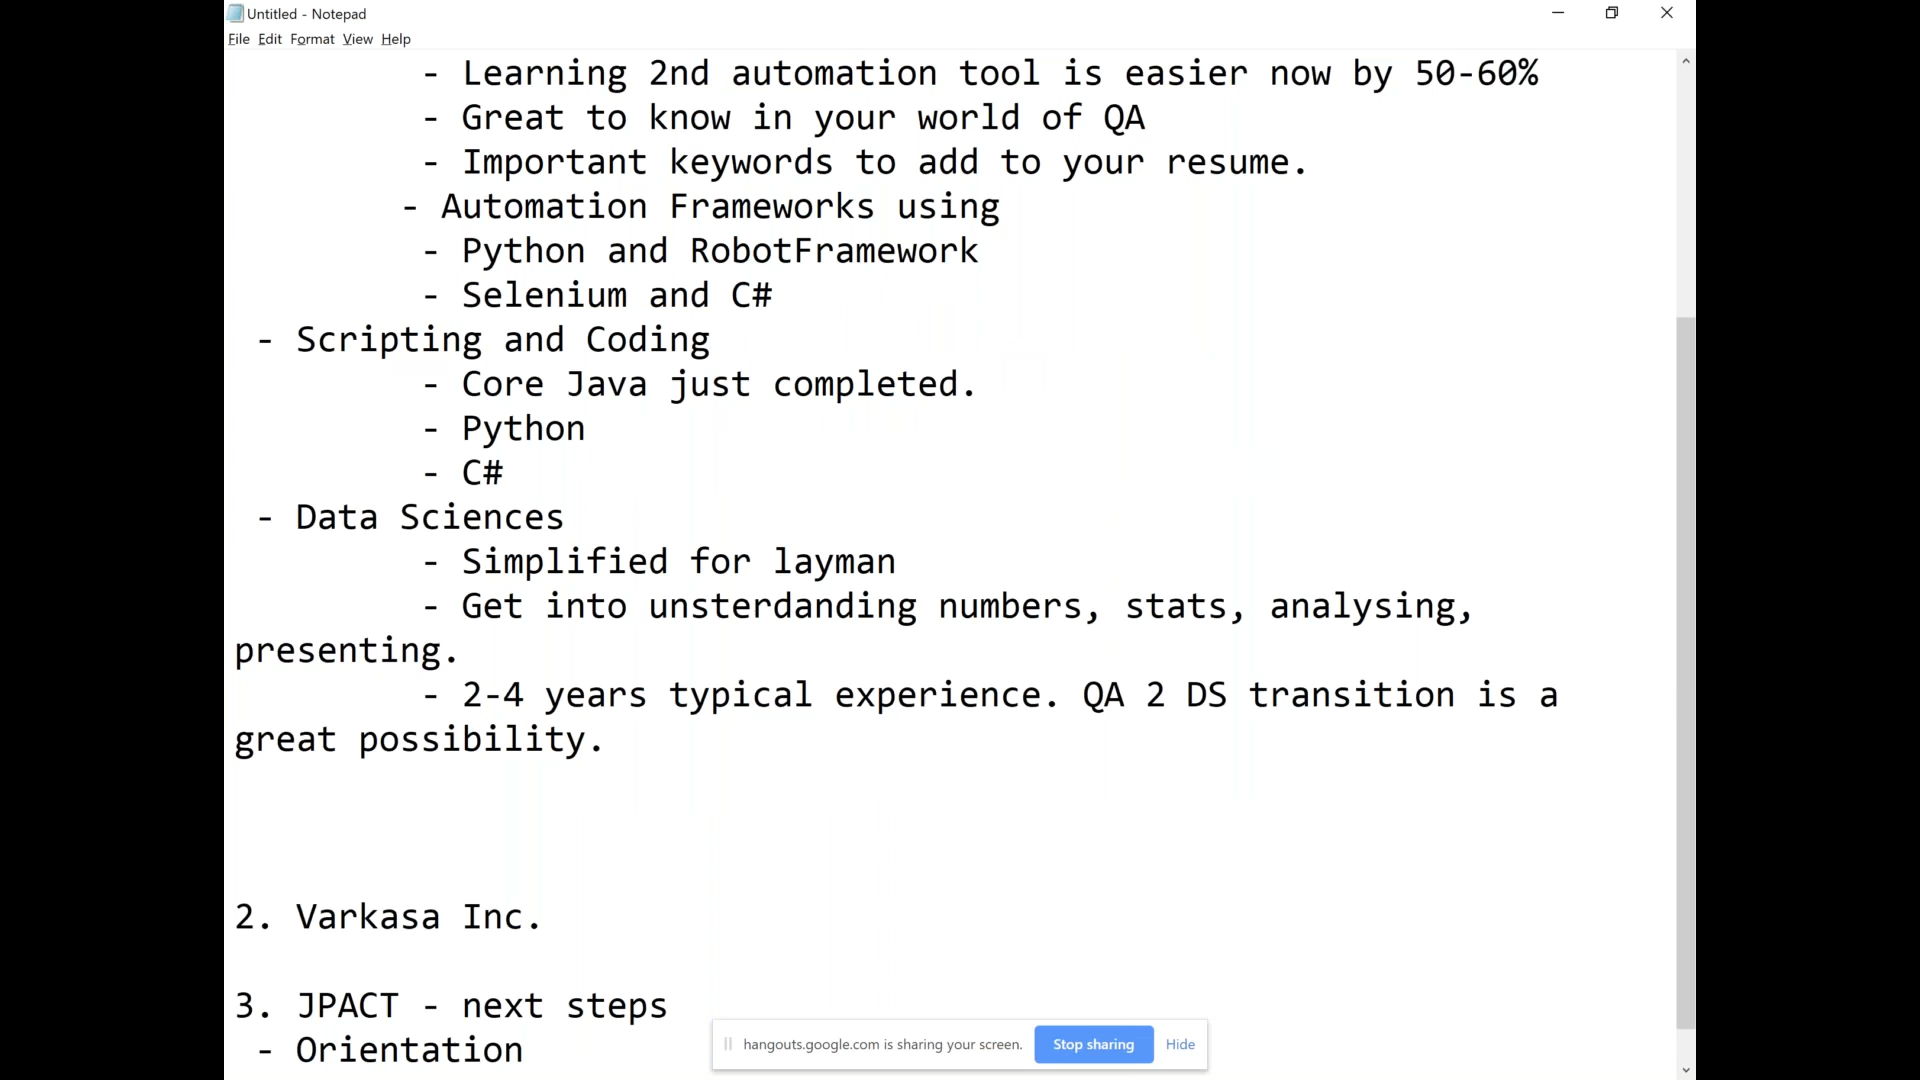 Untitled - Notepad
File Edit Format View Help
- Learning 2nd automation tool is easier now by 50-60%
- Great to know in your world of QA
- Important keywords to add to your resume.
- Automation Frameworks using
- Python and RobotFramework
- Selenium and C#
- Scripting and Coding
- Core Java just completed.
- Python
- C#
- Data Sciences
- Simplified for layman
- Get into unsterdanding numbers, stats, analysing,
presenting.
- 2-4 years typical experience. QA 2 DS transition is a
great possibility.
2. Varkasa Inc.
3. JPACT - next steps
- Orientation
hangouts.google.com is sharing your screen. Stop sharing Hide